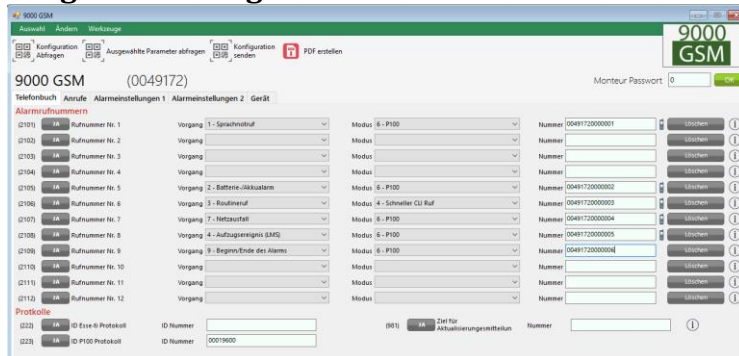 9000 GSM
Auswahl Ändern Werkzeuge
Konfiguration Abfragen Ausgewählte Parameter abfragen Konfiguration senden PDF erstellen
9000 GSM
9000 GSM (0049172) Monteur Passwort 0 OK
Telefonbuch Anrufe Alarmeinstellungen 1 Alarmeinstellungen 2 Gerät
Alarmrufnummern
(2101) JA Rufnummer Nr. 1 Vorgang 1 - Sprachnotruf Modus 6 - P100 Nummer 00491720000001 Löschen
(2102) JA Rufnummer Nr. 2 Vorgang Modus Nummer Löschen
(2103) JA Rufnummer Nr. 3 Vorgang Modus Nummer Löschen
(2104) JA Rufnummer Nr. 4 Vorgang Modus Nummer Löschen
(2105) JA Rufnummer Nr. 5 Vorgang 2 - Batterie-/Akkualarm Modus 6 - P100 Nummer 00491720000002 Löschen
(2106) JA Rufnummer Nr. 6 Vorgang 3 - Routineruf Modus 4 - Schneller CLI Ruf Nummer 00491720000003 Löschen
(2107) JA Rufnummer Nr. 7 Vorgang 7 - Netzausfall Modus 6 - P100 Nummer 00491720000004 Löschen
(2108) JA Rufnummer Nr. 8 Vorgang 4 - Aufzugsereignis (LMS) Modus 6 - P100 Nummer 00491720000005 Löschen
(2109) JA Rufnummer Nr. 9 Vorgang 9 - Beginn/Ende des Alarms Modus 6 - P100 Nummer 00491720000006 Löschen
(2110) JA Rufnummer Nr. 10 Vorgang Modus Nummer Löschen
(2111) JA Rufnummer Nr. 11 Vorgang Modus Nummer Löschen
(2112) JA Rufnummer Nr. 12 Vorgang Modus Nummer Löschen
Protkolle
(222) JA ID Esse-ti Protokoll ID Nummer (981) JA Ziel für Aktualisierungsmitteilun Nummer
(223) JA ID P100 Protokoll ID Nummer 00019600